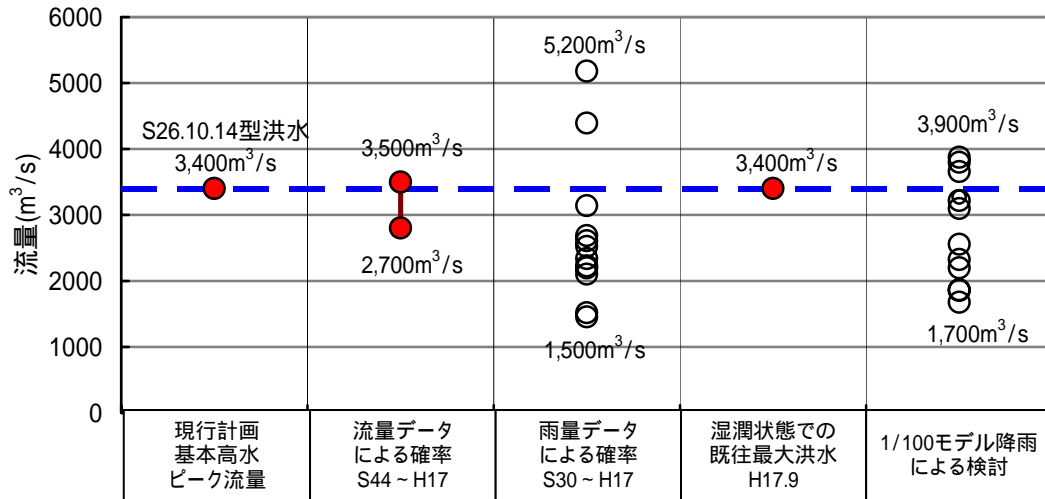 流量(m³/s)
6000
5000
4000
3000
2000
1000
0
S26.10.14型洪水
3,400m³/s
3,500m³/s
2,700m³/s
5,200m³/s
1,500m³/s
3,400m³/s
3,900m³/s
1,700m³/s
現行計画
基本高水
ピーク流量
流量データ
による確率
S44～H17
雨量データ
による確率
S30～H17
湿潤状態での
既往最大洪水
H17.9
1/100モデル降雨
による検討